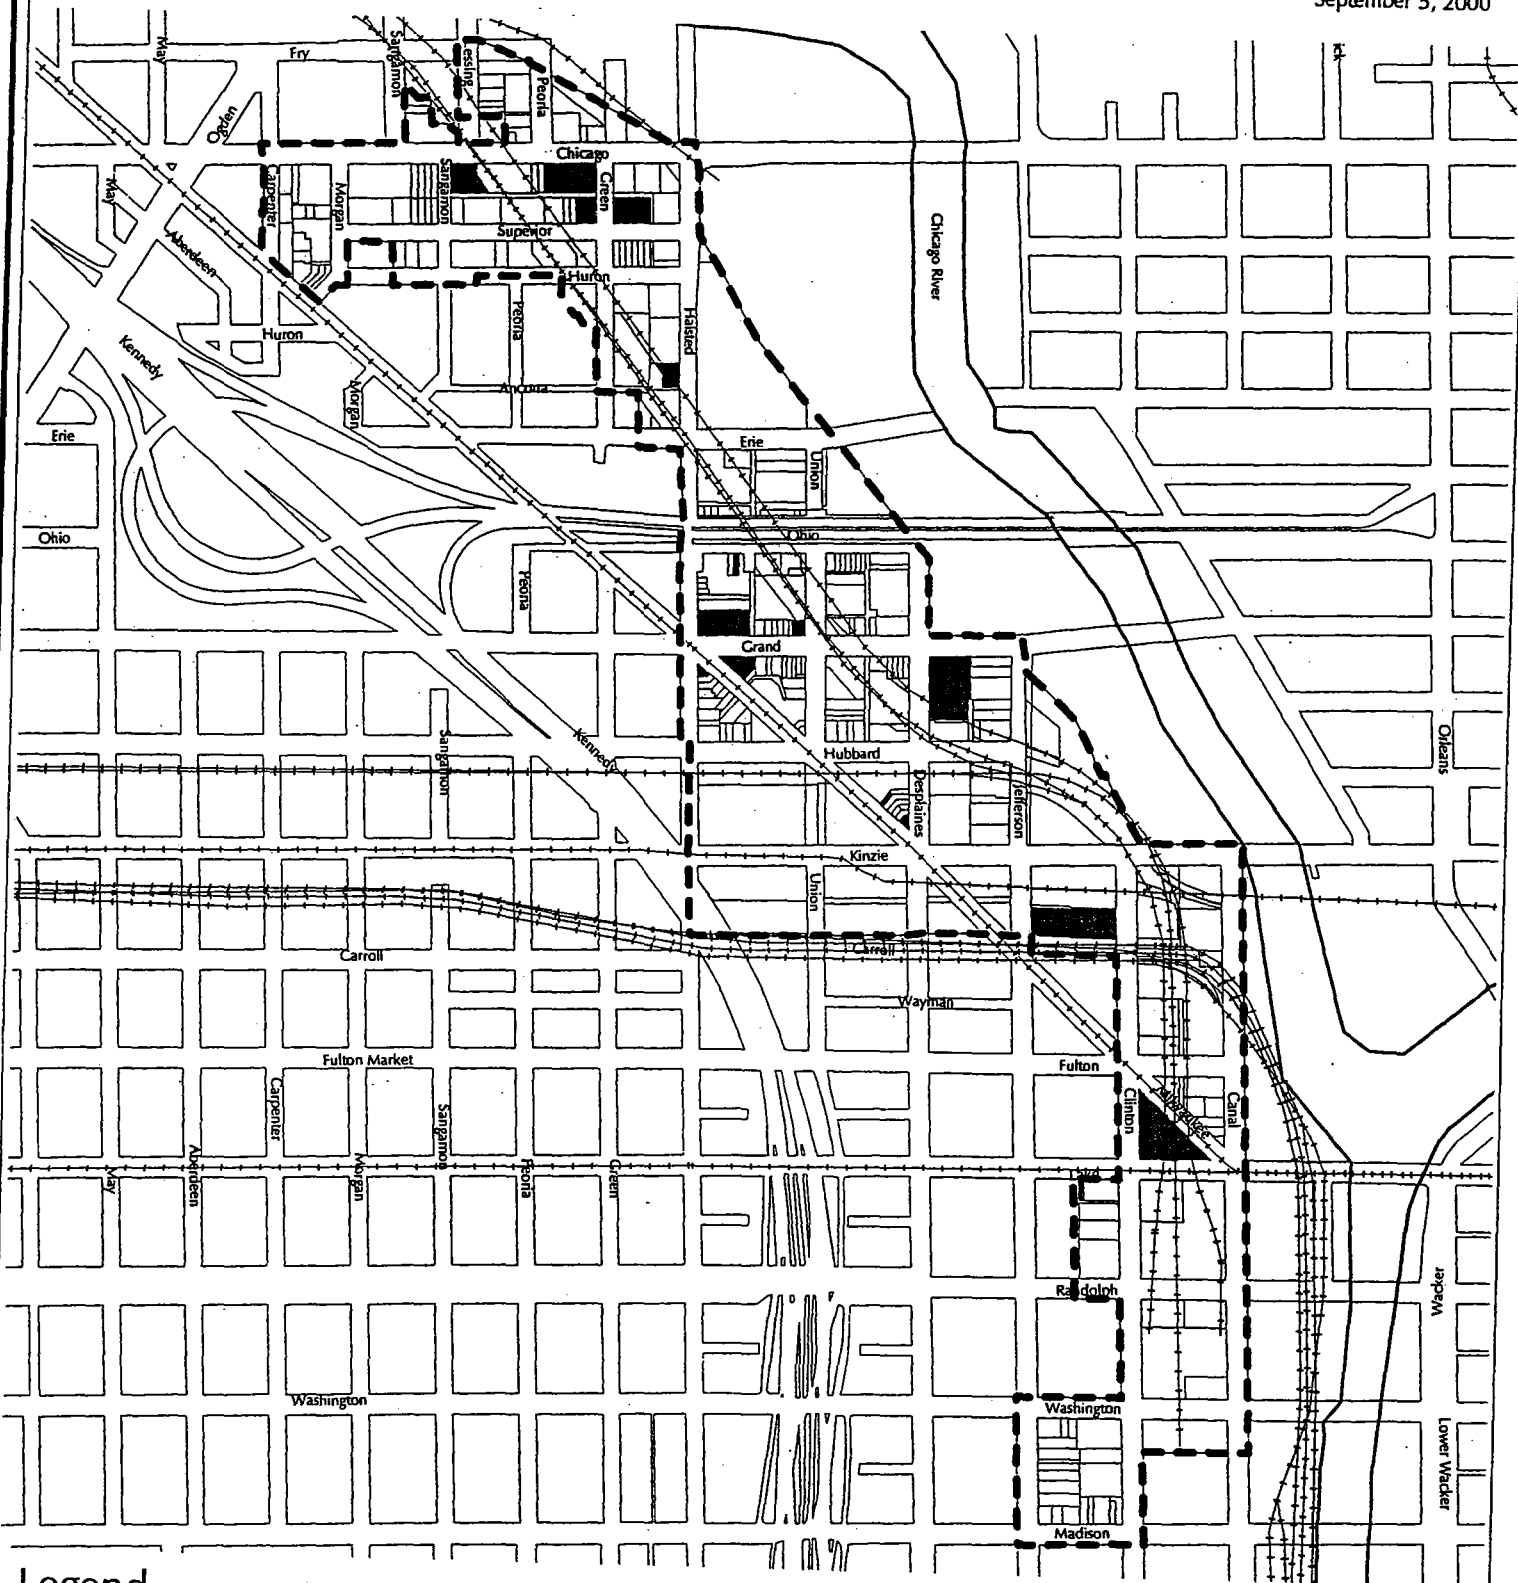 September 5, 2000
May
Fry
Sangamon
essing
Peoria
Ogden
Chicago
May
Carpenter
Morgan
Sangamon
Green
Superior
Aberdeen
Chicago River
Huron
Peoria
Halsted
Huron
Kennedy
Ancona
Morgan
Erie
Erie
Union
Ohio
Ohio
Peoria
Grand
Sangamon
Kennedy
Hubbard
Desplaines
Jefferson
Orleans
Kinzie
Union
Carroll
Carroll
Wayman
Fulton Market
Fulton
Carpenter
Sangamon
Clinton
Milwaukee
Canal
May
Aberdeen
Morgan
Peoria
Green
Randolph
Wacker
Washington
Washington
Lower Wacker
Madison
Legend